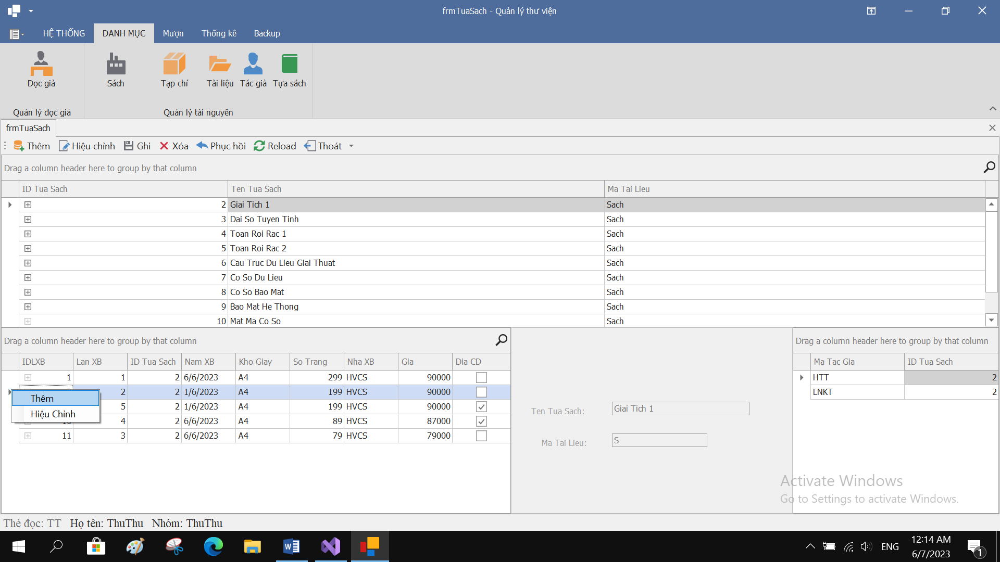 frmTuaSach - Quản lý thư viện
HỆ THỐNG DANH MỤC Mượn Thống kê Backup
Đọc giả Sách Tạp chí Tài liệu Tác giả Tựa sách
Quản lý đọc giả Quản lý tài nguyên
frmTuaSach
Thêm Hiệu chỉnh Ghi Xóa Phục hồi Reload Thoát
Drag a column header here to group by that column
ID Tua Sach Ten Tua Sach Ma Tai Lieu
2 Giai Tich 1 Sach
3 Dai So Tuyen Tinh Sach
4 Toan Roi Rac 1 Sach
5 Toan Roi Rac 2 Sach
6 Cau Truc Du Lieu Giai Thuat Sach
7 Co So Du Lieu Sach
8 Co So Bao Mat Sach
9 Bao Mat He Thong Sach
10 Mat Ma Co So Sach
Drag a column header here to group by that column
IDLXB Lan XB ID Tua Sach Nam XB Kho Giay So Trang Nha XB Gia Dia CD
1 1 2 6/6/2023 A4 299 HVCS 90000
2 2 1/6/2023 A4 199 HVCS 90000
5 2 1/6/2023 A4 199 HVCS 90000
4 2 6/6/2023 A4 89 HVCS 87000
11 3 2 6/6/2023 A4 79 HVCS 79000
Thêm
Hiệu Chỉnh
Ten Tua Sach: Giai Tich 1
Ma Tai Lieu: S
Drag a column header here to group by that column
Ma Tac Gia ID Tua Sach
HTT 2
LNKT 2
Activate Windows
Go to Settings to activate Windows.
Thẻ đọc: TT Họ tên: ThuThu Nhóm: ThuThu
ENG
12:14 AM
6/7/2023
1